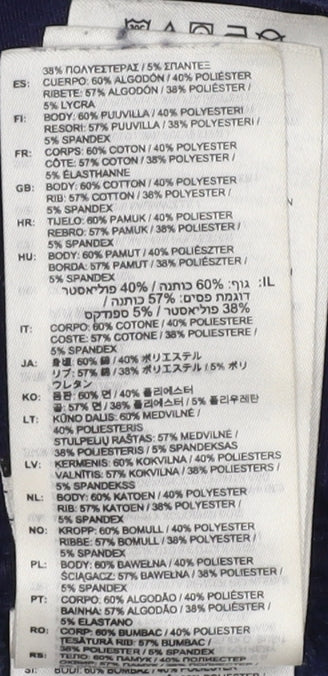 30C
38% ΠΟΛΥΕΣΤΕΡΑΣ / 5% ΣΠΑΝΤΕΞ
ES: CUERPO: 60% ALGODÓN / 40% POLIÉSTER
RIBETE: 57% ALGODÓN / 38% POLIÉSTER /
5% LYCRA
FI: BODY: 60% PUUVILLA / 40% POLYESTERI
RESORI: 57% PUUVILLA / 38% POLYESTERI /
5% SPANDEX
FR: CORPS: 60% COTON / 40% POLYESTER
CÔTE: 57% COTON / 38% POLYESTER /
5% ÉLASTHANNE
GB: BODY: 60% COTTON / 40% POLYESTER
RIB: 57% COTTON / 38% POLYESTER /
5% SPANDEX
HR: TIJELO: 60% PAMUK / 40% POLIESTER
REBRO: 57% PAMUK / 38% POLIESTER /
5% SPANDEX
HU: BODY: 60% PAMUT / 40% POLIÉSZTER
BORDA: 57% PAMUT / 38% POLIÉSZTER /
5% SPANDEX
IL: גוף: 60% כותנה / 40% פוליאסטר
דוגמת פסים: 57% כותנה /
38% פוליאסטר / 5% ספנדקס
IT: CORPO: 60% COTONE / 40% POLIESTERE
COSTE: 57% COTONE / 38% POLIESTERE /
5% SPANDEX
JA: 身頃: 60% 綿 / 40% ポリエステル
リブ: 57% 綿 / 38% ポリエステル / 5% ポリ
ウレタン
KO: 몸판: 60% 면 / 40% 폴리에스터
골: 57% 면 / 38% 폴리에스터 / 5% 폴리우레탄
LT: KŪNO DALIS: 60% MEDVILNĖ /
40% POLIESTERIS
STULPELIŲ RAŠTAS: 57% MEDVILNĖ /
38% POLIESTERIS / 5% SPANDEKSAS
LV: KERMENIS: 60% KOKVILNA / 40% POLIESTERS
VALNĪTIS: 57% KOKVILNA / 38% POLIESTERS /
5% SPANDEKSS
NL: BODY: 60% KATOEN / 40% POLYESTER
RIB: 57% KATOEN / 38% POLYESTER /
5% SPANDEX
NO: KROPP: 60% BOMULL / 40% POLYESTER
RIBBE: 57% BOMULL / 38% POLYESTER /
5% SPANDEX
PL: BODY: 60% BAWEŁNA / 40% POLIESTER
ŚCIĄGACZ: 57% BAWEŁNA / 38% POLIESTER /
5% SPANDEX
PT: CORPO: 60% ALGODÃO / 40% POLIÉSTER
BAINHA: 57% ALGODÃO / 38% POLIÉSTER /
5% ELASTANO
RO: CORP: 60% BUMBAC / 40% POLIESTER
ȚESĂTURĂ RIB: 57% BUMBAC /
38% POLIESTER / 5% SPANDEX
RS: ТЕЛО: 60% ПАМУК / 40% ПОЛИЕСТЕР
SI: